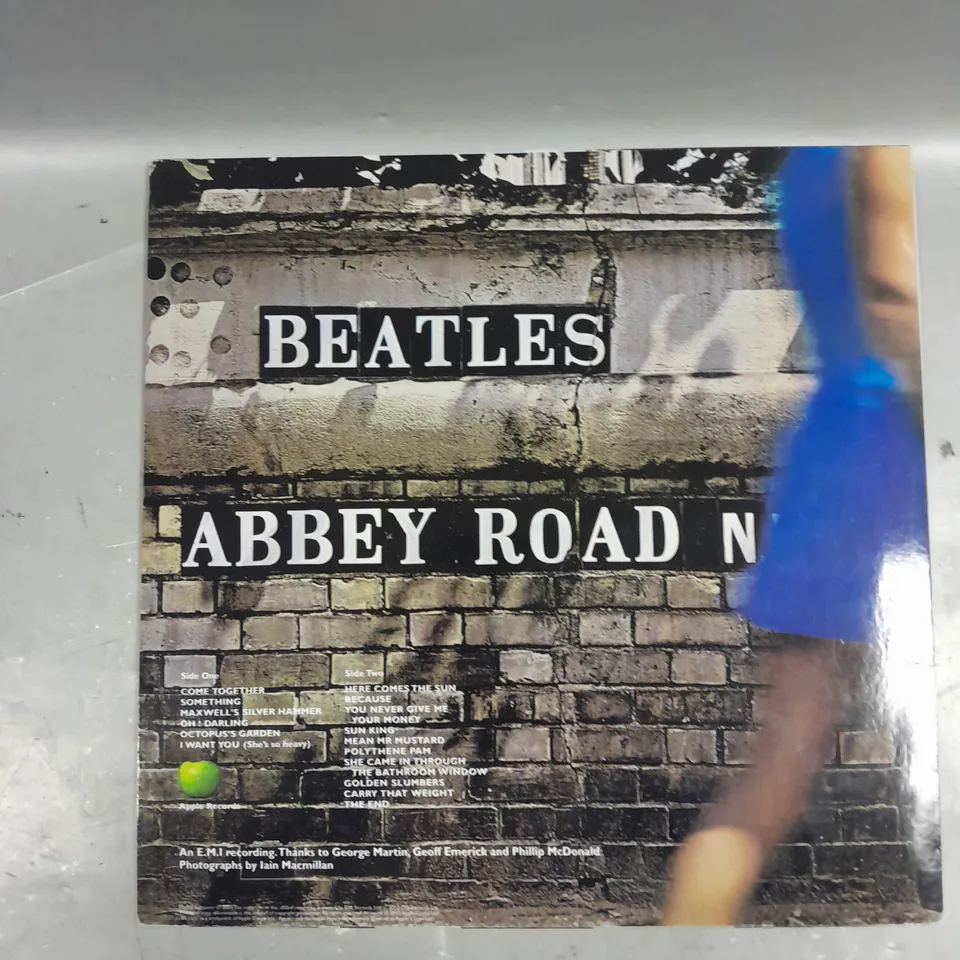 BEATLES
ABBEY ROAD N
Side One
COME TOGETHER
SOMETHING
MAXWELL'S SILVER HAMMER
OH! DARLING
OCTOPUS'S GARDEN
I WANT YOU (She's so heavy)
Apple Records
Side Two
HERE COMES THE SUN
BECAUSE
YOU NEVER GIVE ME
YOUR MONEY
SUN KING
MEAN MR MUSTARD
POLYTHENE PAM
SHE CAME IN THROUGH
THE BATHROOM WINDOW
GOLDEN SLUMBERS
CARRY THAT WEIGHT
THE END
An E.M.I recording. Thanks to George Martin, Geoff Emerick and Phillip McDonald
Photographs by Iain Macmillan